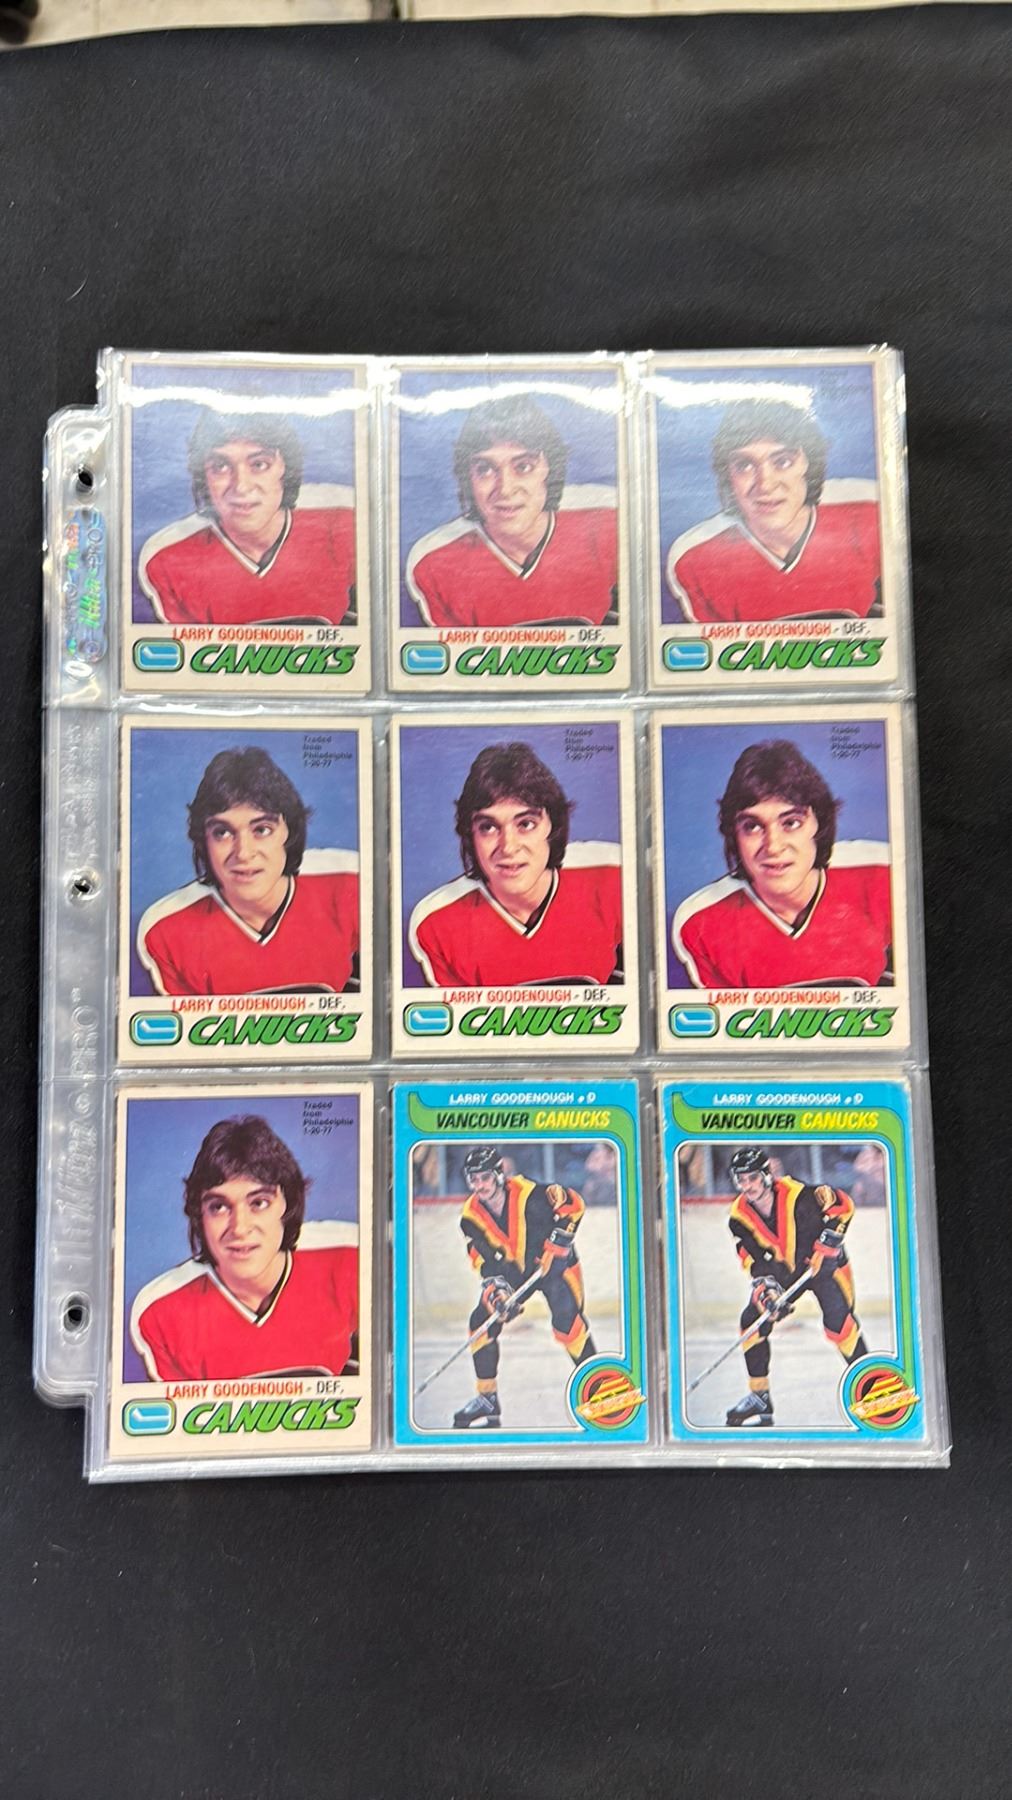 LARRY GOODENOUGH - DEF.
CANUCKS
LARRY GOODENOUGH - DEF.
CANUCKS
LARRY GOODENOUGH - DEF.
CANUCKS
Traded
from
Philadelphia
1-20-77
LARRY GOODENOUGH - DEF.
CANUCKS
Traded
from
Philadelphia
1-20-77
LARRY GOODENOUGH - DEF.
CANUCKS
Traded
from
Philadelphia
1-20-77
LARRY GOODENOUGH - DEF.
CANUCKS
Traded
from
Philadelphia
1-20-77
LARRY GOODENOUGH - DEF.
CANUCKS
LARRY GOODENOUGH • D
VANCOUVER CANUCKS
LARRY GOODENOUGH • D
VANCOUVER CANUCKS